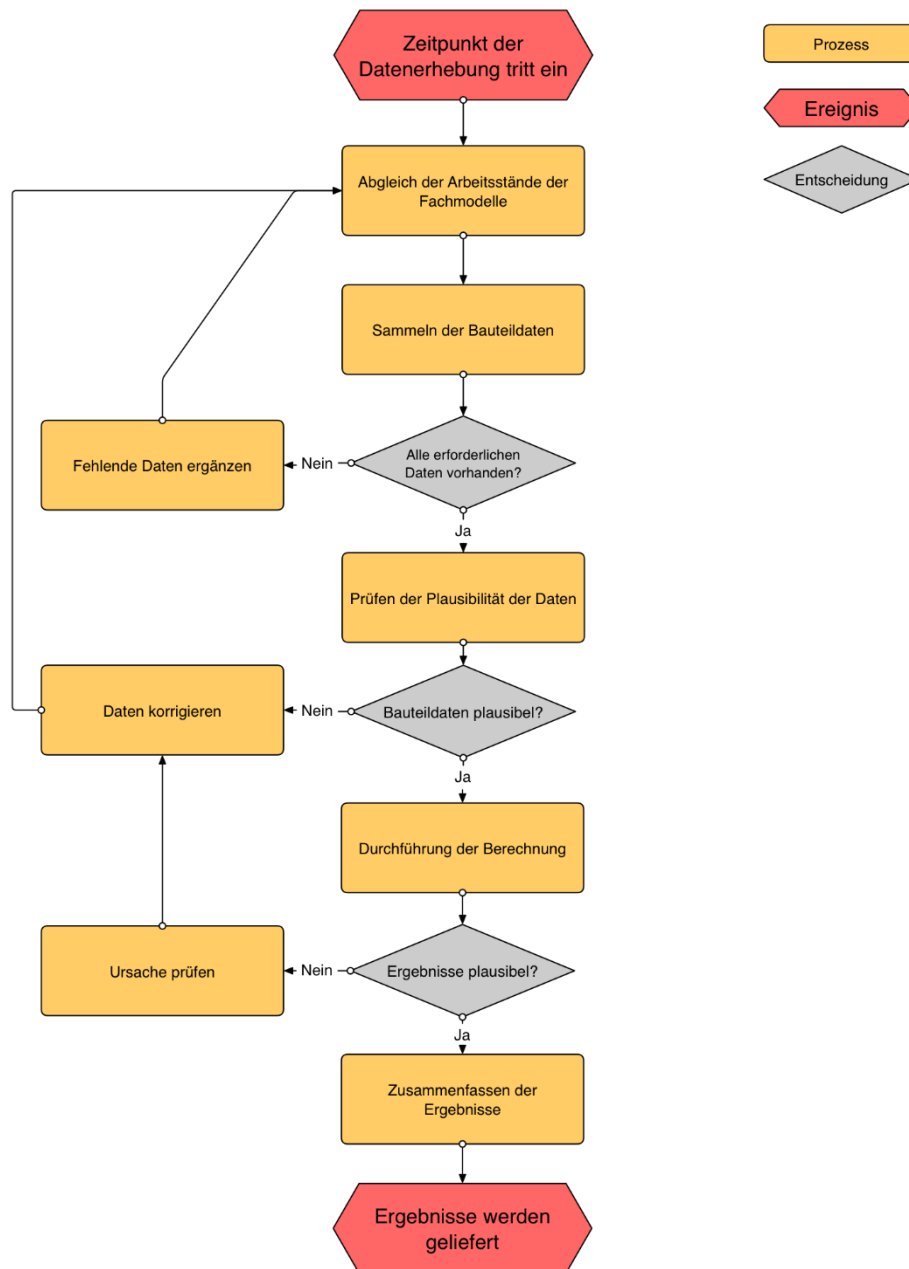 Zeitpunkt der
Datenerhebung tritt ein
Prozess
Ereignis
Entscheidung
Abgleich der Arbeitsstände der
Fachmodelle
Sammeln der Bauteildaten
Alle erforderlichen
Daten vorhanden?
Nein
Fehlende Daten ergänzen
Ja
Prüfen der Plausibilität der Daten
Bauteildaten plausibel?
Nein
Daten korrigieren
Ja
Durchführung der Berechnung
Ergebnisse plausibel?
Nein
Ursache prüfen
Ja
Zusammenfassen der
Ergebnisse
Ergebnisse werden
geliefert